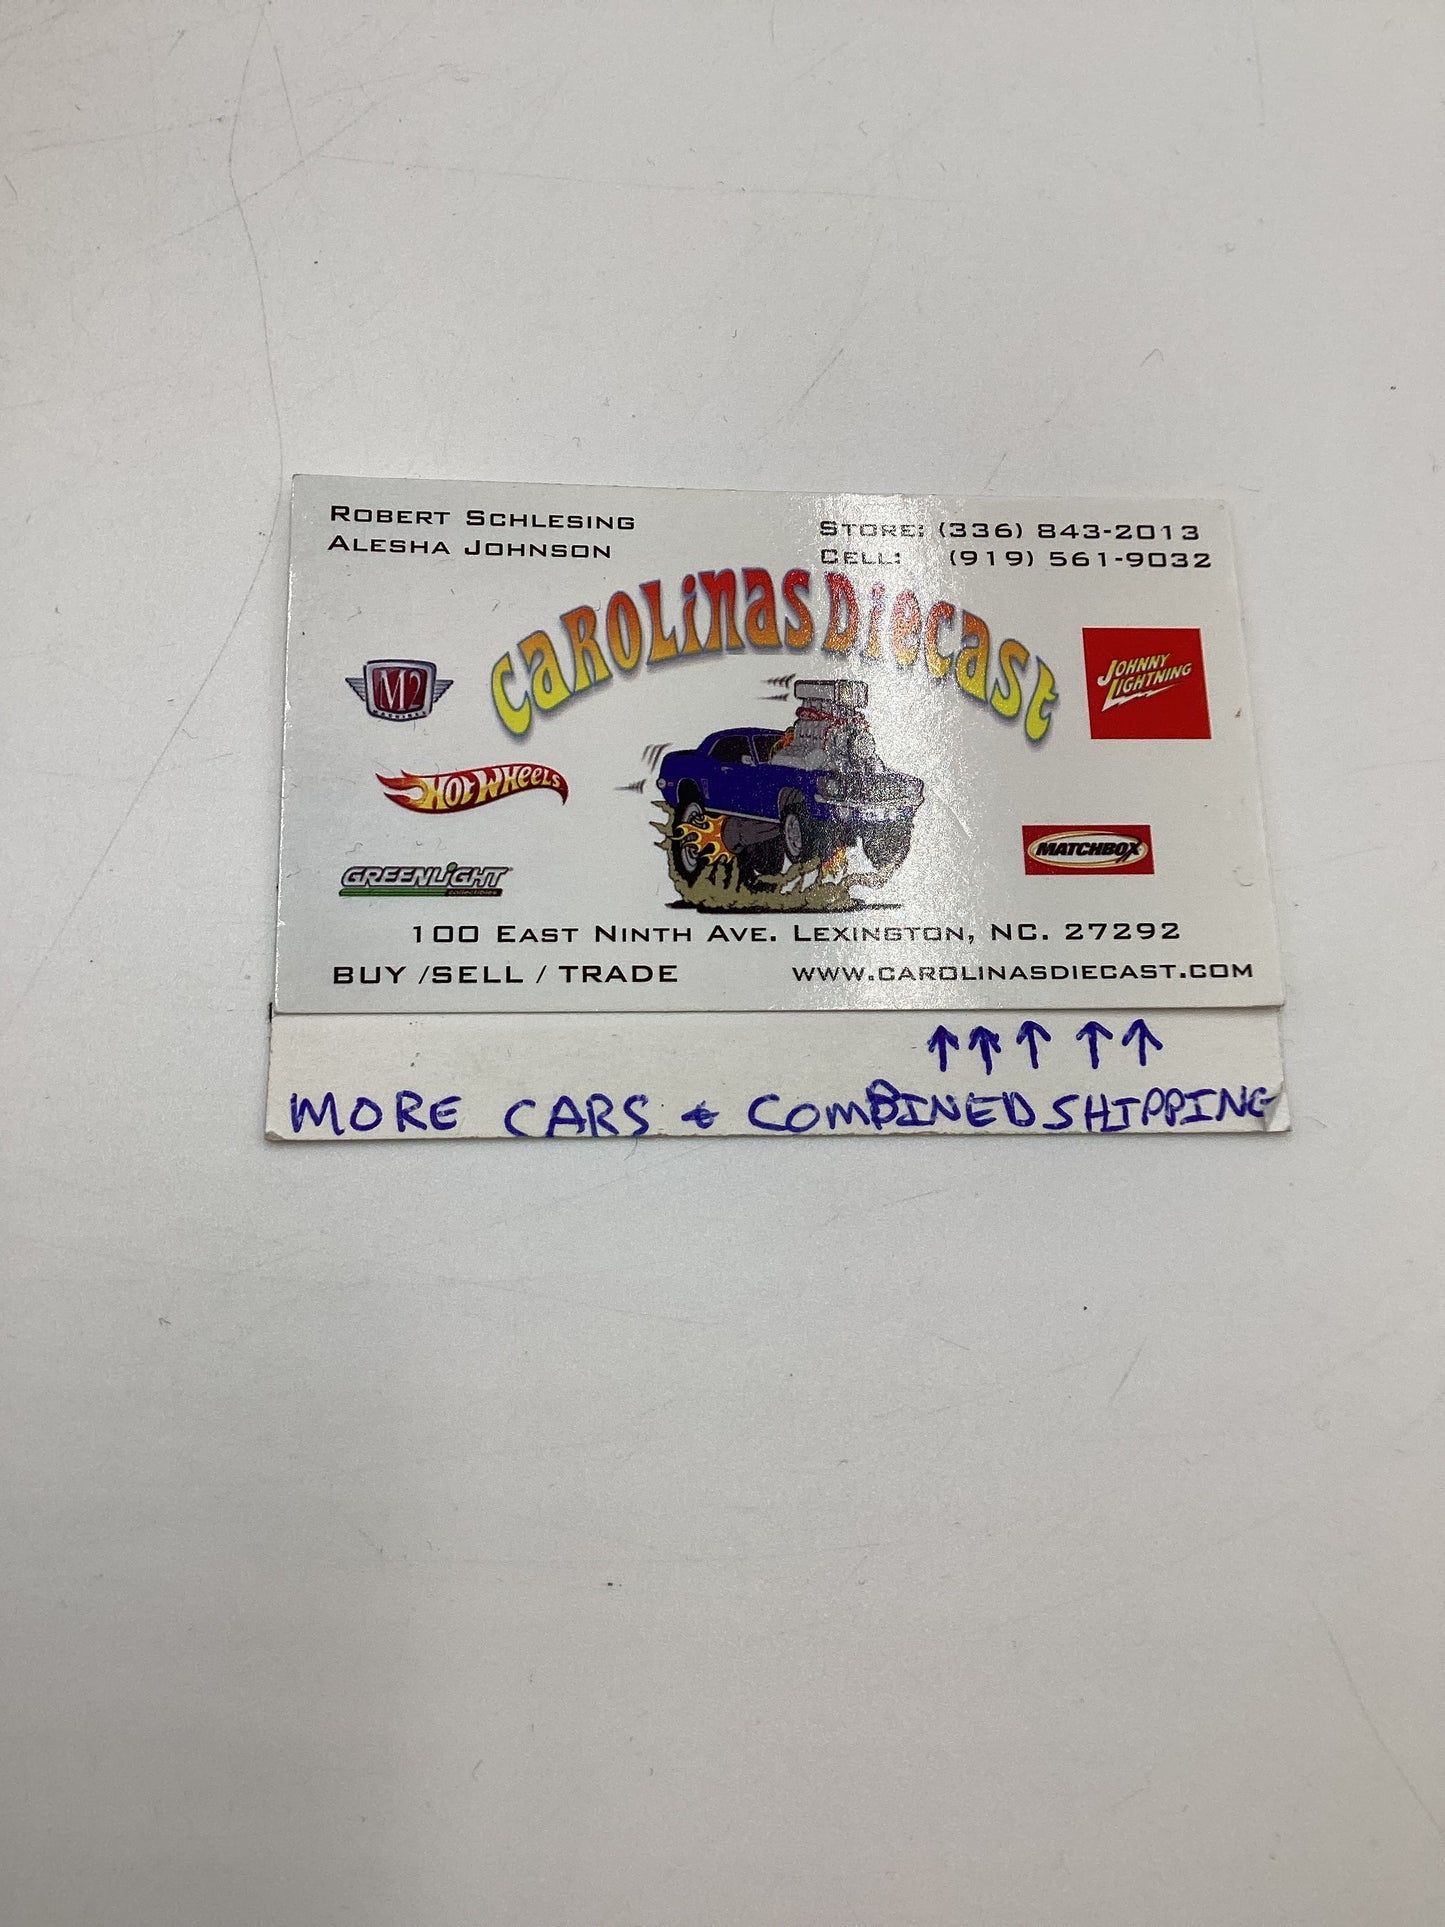 ROBERT SCHLESING
ALESHA JOHNSON
STORE: (336) 843-2013
CELL: (919) 561-9032
CAROLINAS DIECAST
M2
MACHINES
JOHNNY
LIGHTNING
HOT WHEELS
MATCHBOX
GREENLIGHT
collectibles
100 EAST NINTH AVE. LEXINGTON, NC. 27292
BUY /SELL / TRADE
WWW.CAROLINASDIECAST.COM
↑↑↑↑↑
MORE CARS & COMBINED SHIPPING